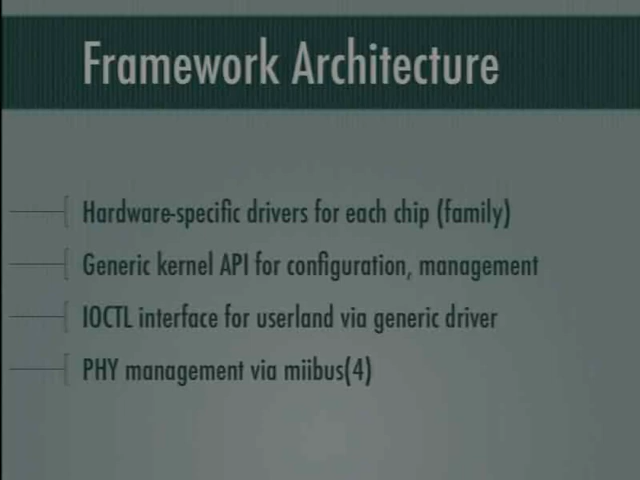 Framework Architecture
Hardware-specific drivers for each chip (family)
Generic kernel API for configuration, management
IOCTL interface for userland via generic driver
PHY management via miibus(4)